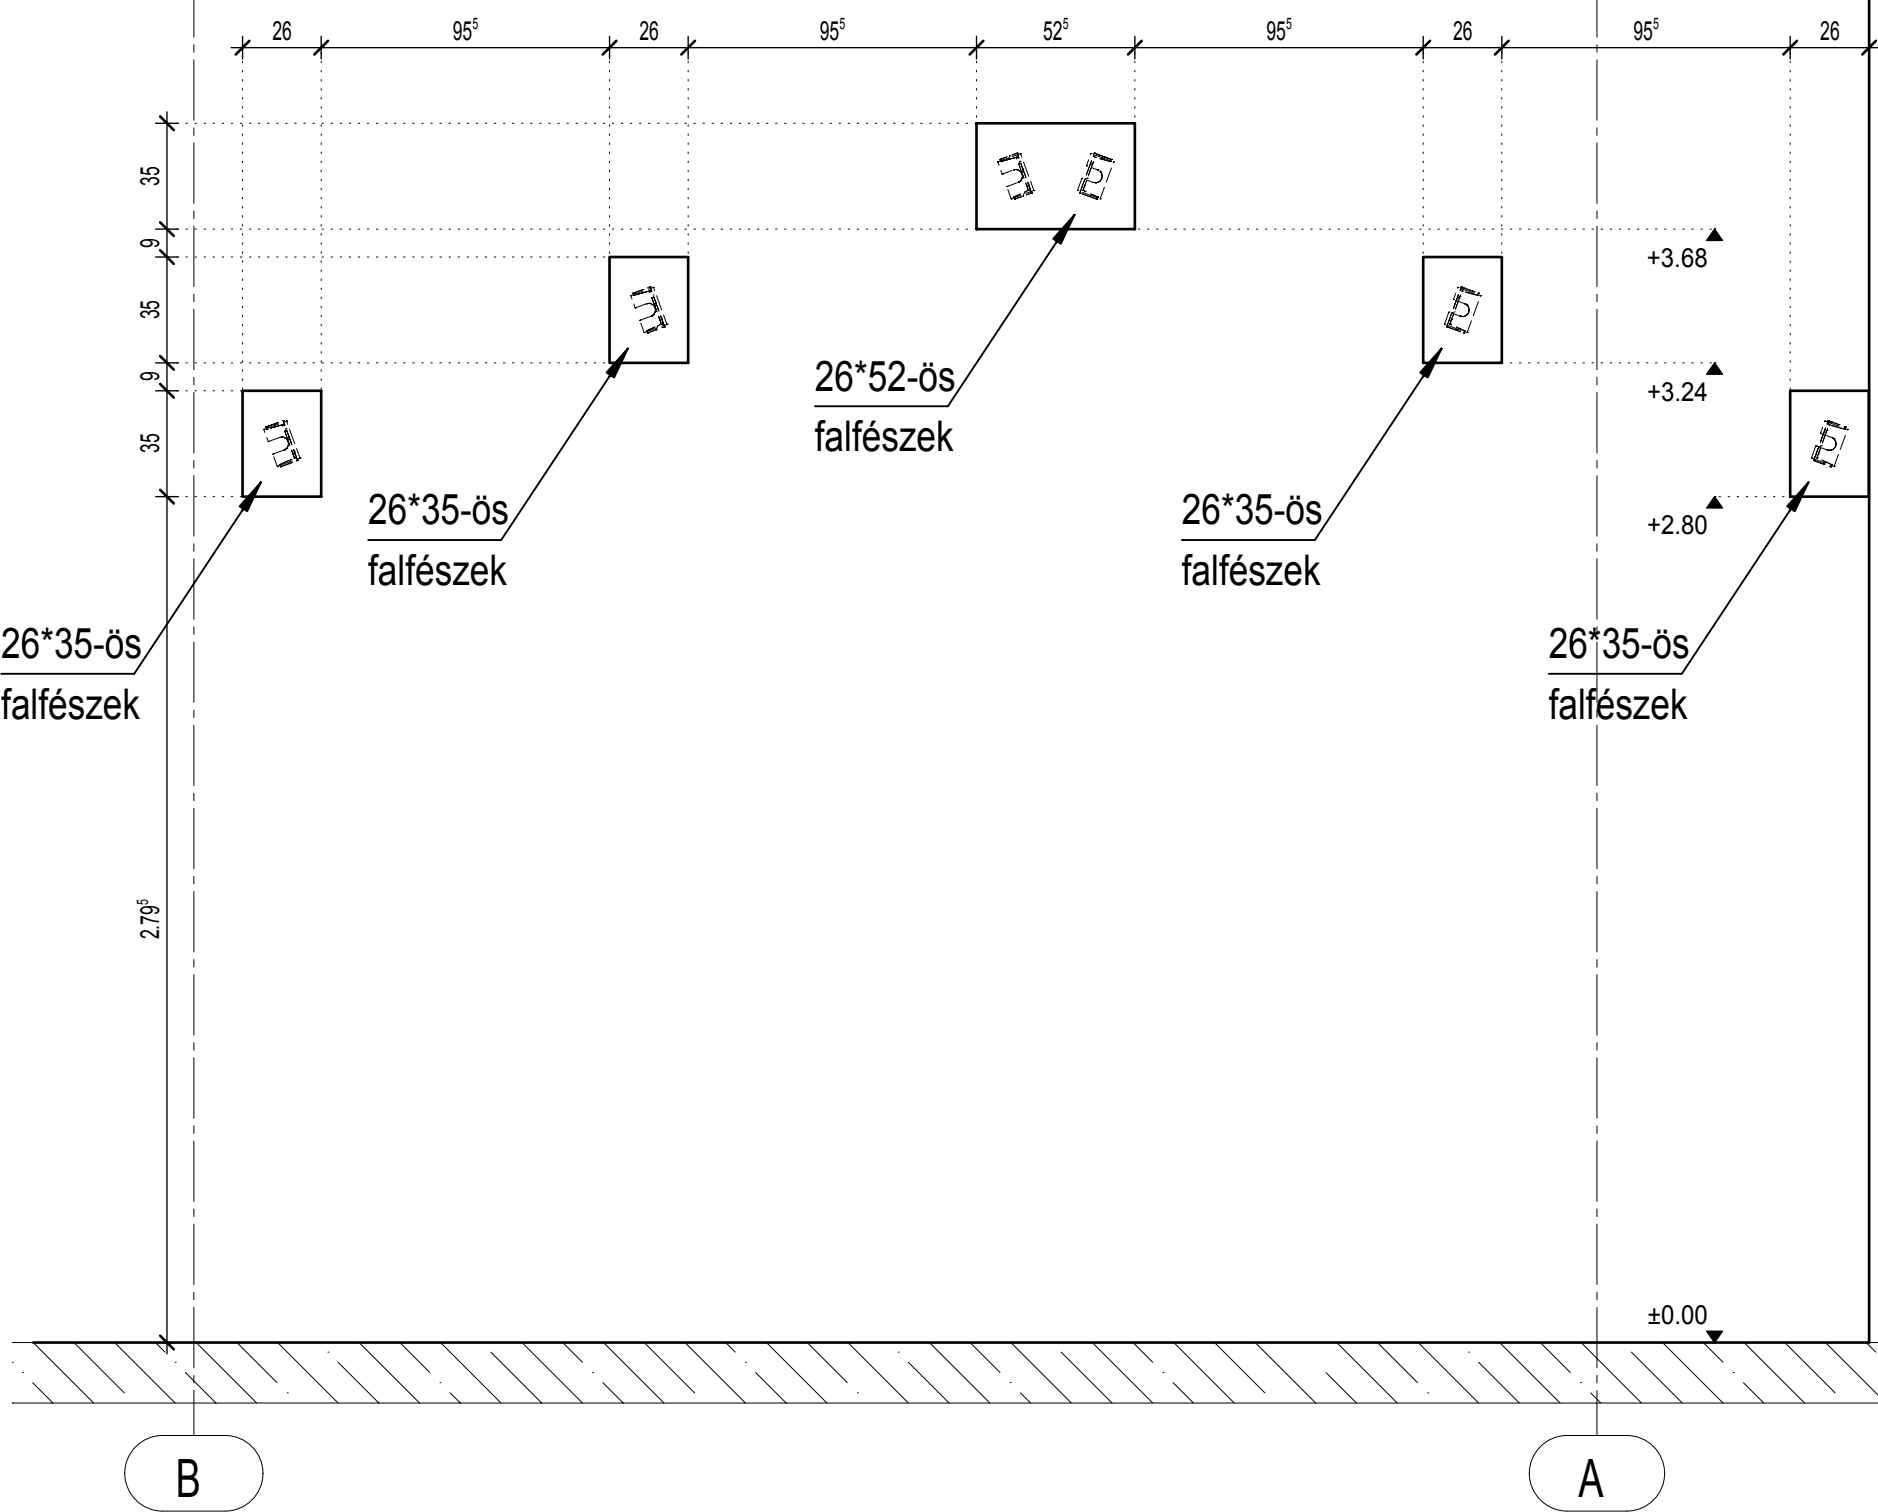 26 95⁵ 26 95⁵ 52⁵ 95⁵ 26 95⁵ 26
35
9
+3.68
35
26*52-ös
falfészek
9
+3.24
35
26*35-ös
falfészek
26*35-ös
falfészek
+2.80
26*35-ös
falfészek
26*35-ös
falfészek
2.79⁵
±0.00
B
A